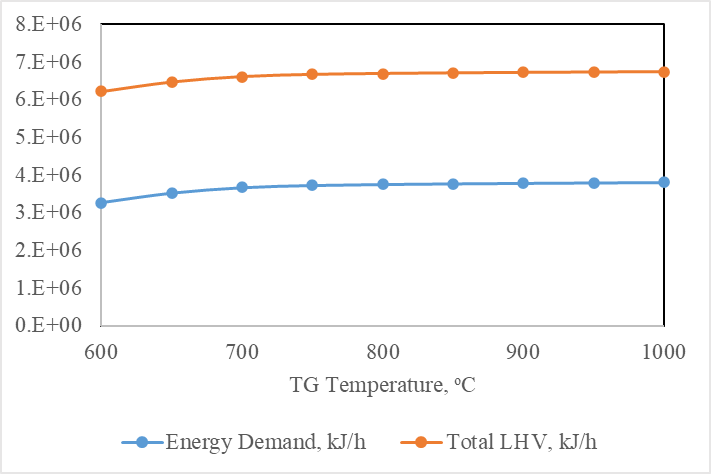 8.E+06
7.E+06
6.E+06
5.E+06
4.E+06
3.E+06
2.E+06
1.E+06
0.E+00
600 700 800 900 1000
TG Temperature, ºC
Energy Demand, kJ/h Total LHV, kJ/h